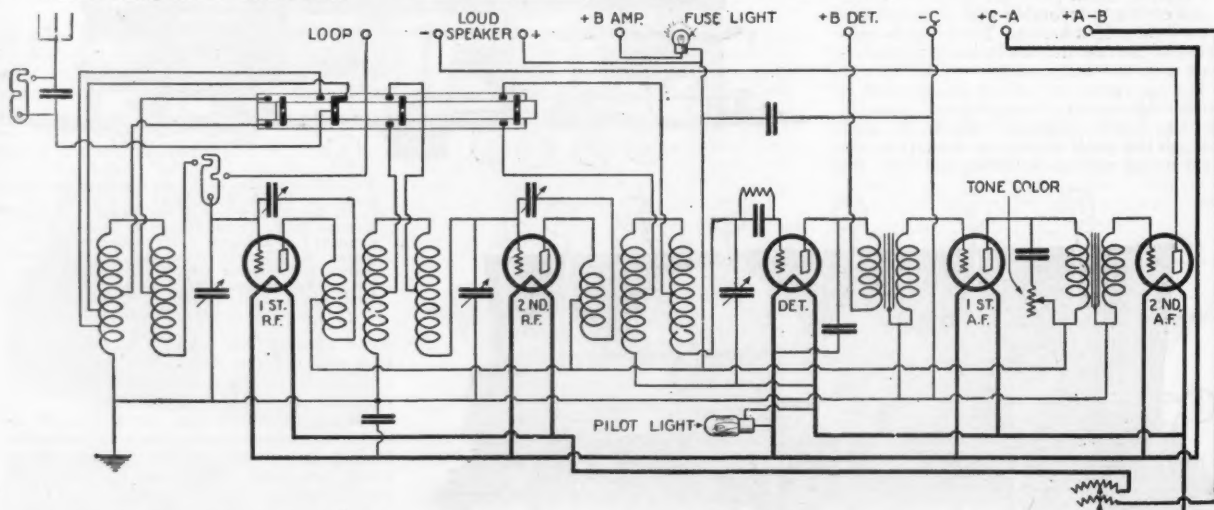 LOOP
- LOUD SPEAKER +
+B AMP.
FUSE LIGHT
+B DET.
-C
+C-A
+A-B
TONE COLOR
1 ST. R.F.
2 ND. R.F.
DET.
1 ST. A.F.
2 ND. A.F.
PILOT LIGHT